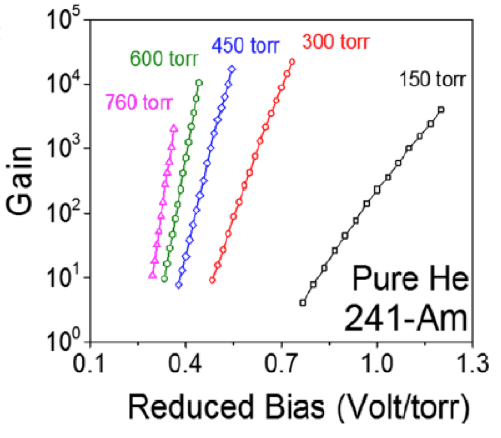 10^5
10^4
10^3
10^2
10^1
10^0
Gain
760 torr
600 torr
450 torr
300 torr
150 torr
Pure He
241-Am
0.1 0.4 0.7 1.0 1.3
Reduced Bias (Volt/torr)